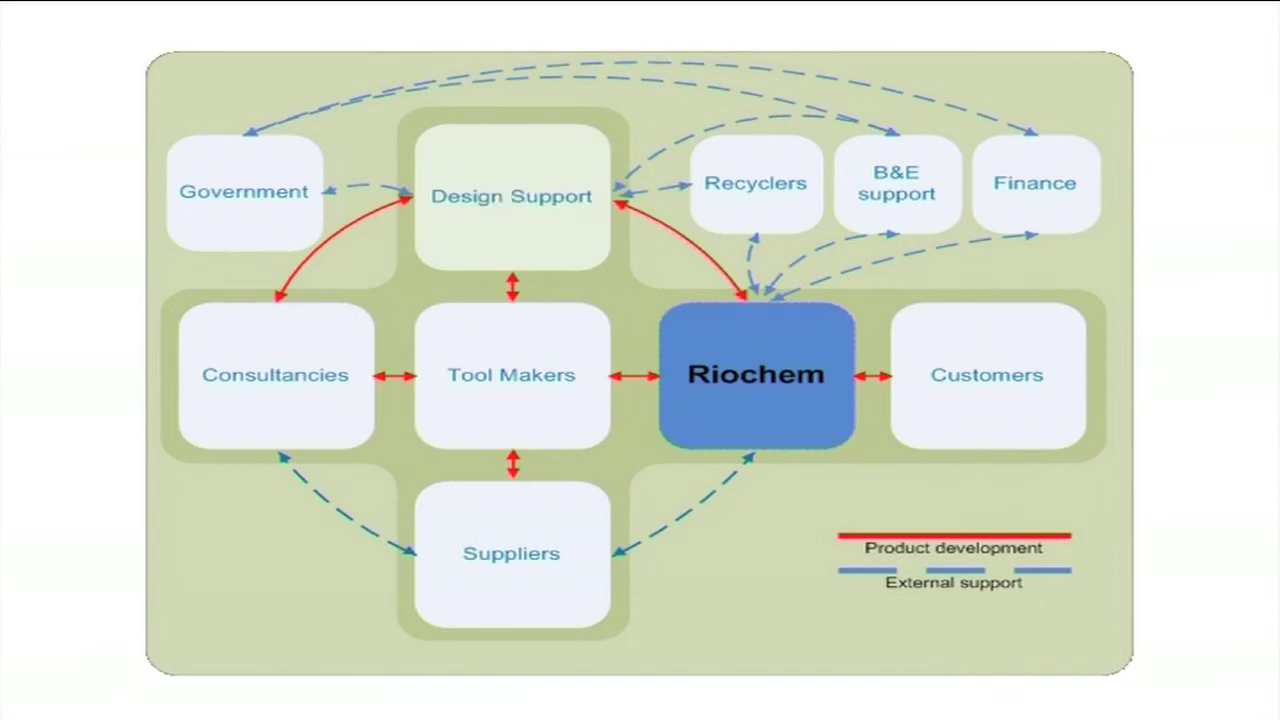 Government
Design Support
Recyclers
B&E
support
Finance
Consultancies
Tool Makers
Riochem
Customers
Suppliers
Product development
External support